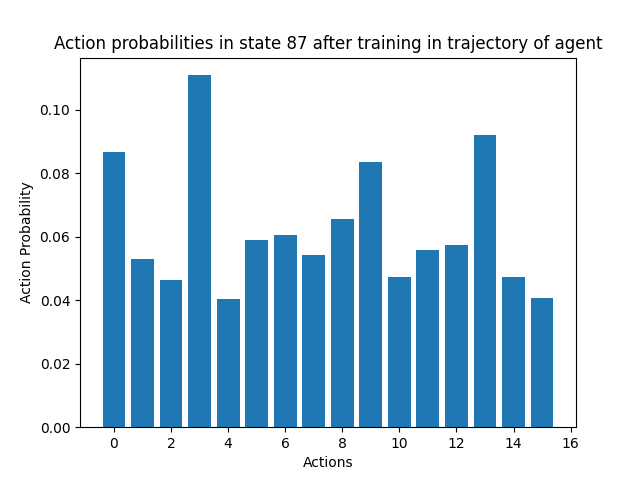 Action probabilities in state 87 after training in trajectory of agent
0.10
0.08
0.06
0.04
0.02
0.00
Action Probability
0 2 4 6 8 10 12 14 16
Actions